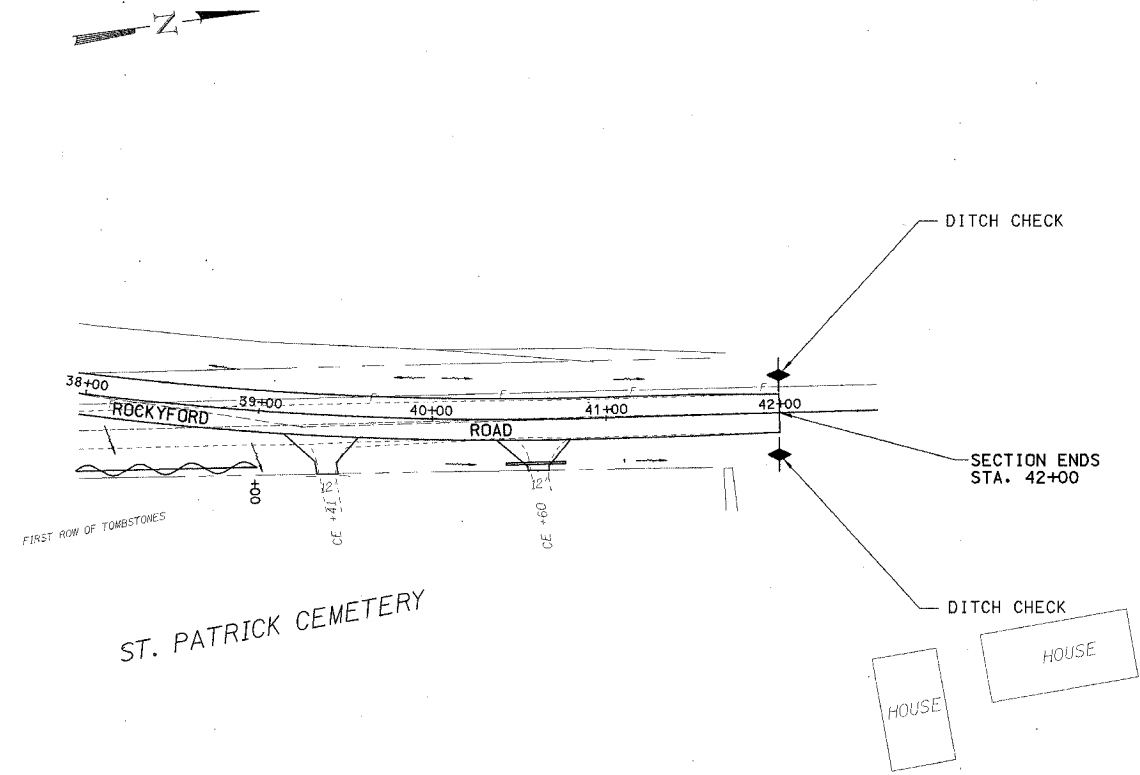 N
DITCH CHECK
38+00
39+00
40+00
41+00
42+00
F
F
F
F
F
ROCKYFORD
ROAD
SECTION ENDS
STA. 42+00
+00
12'
12'
CE +41
CE +60
FIRST ROW OF TOMBSTONES
ST. PATRICK CEMETERY
DITCH CHECK
HOUSE
HOUSE